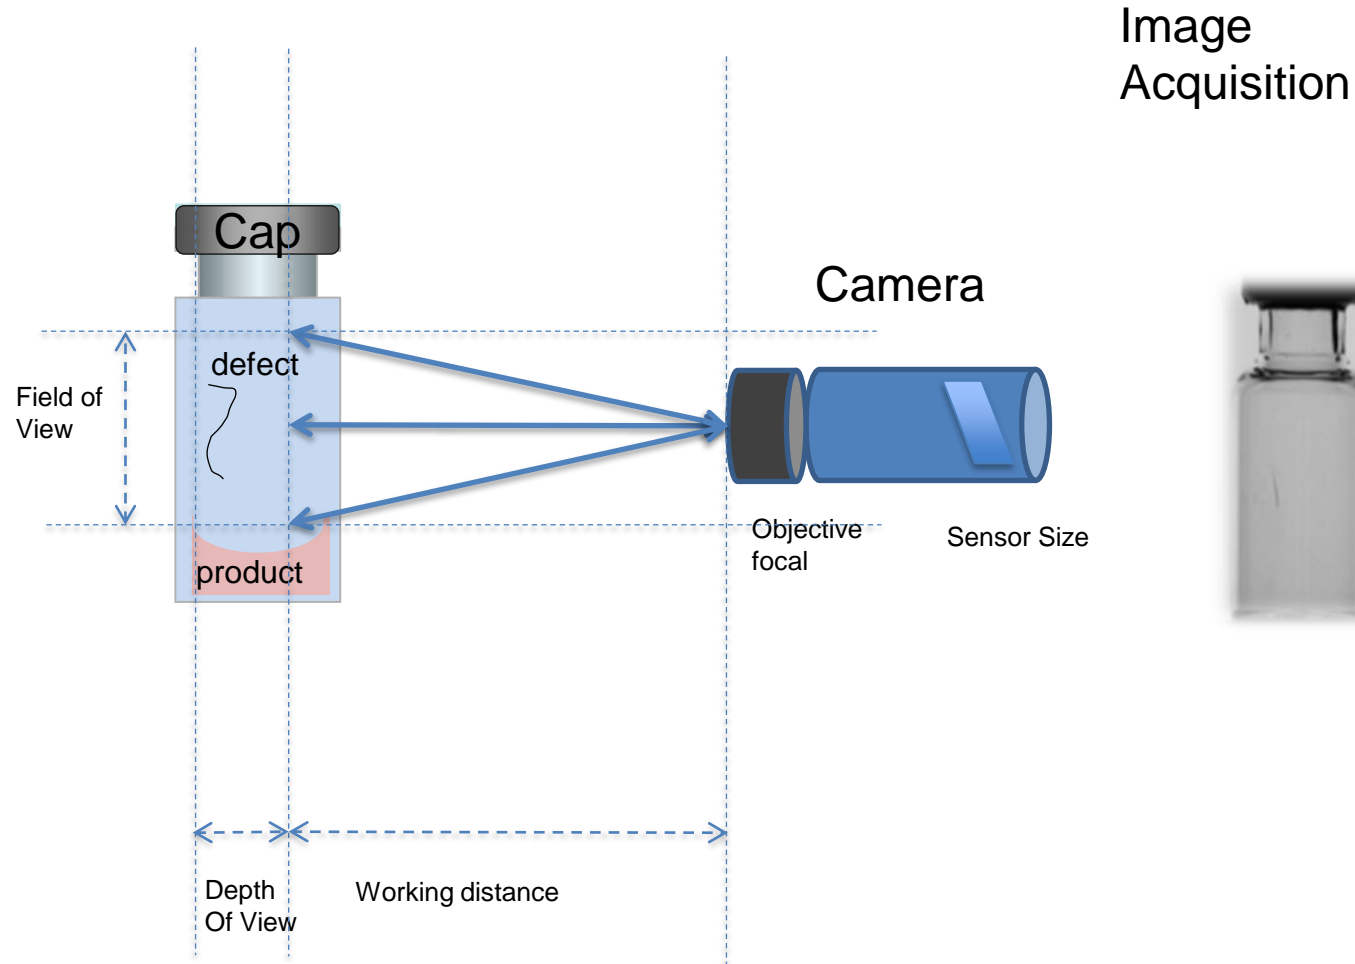 Image
Acquisition
Cap
Camera
defect
Field of
View
Objective
focal
Sensor Size
product
Depth
Of View
Working distance